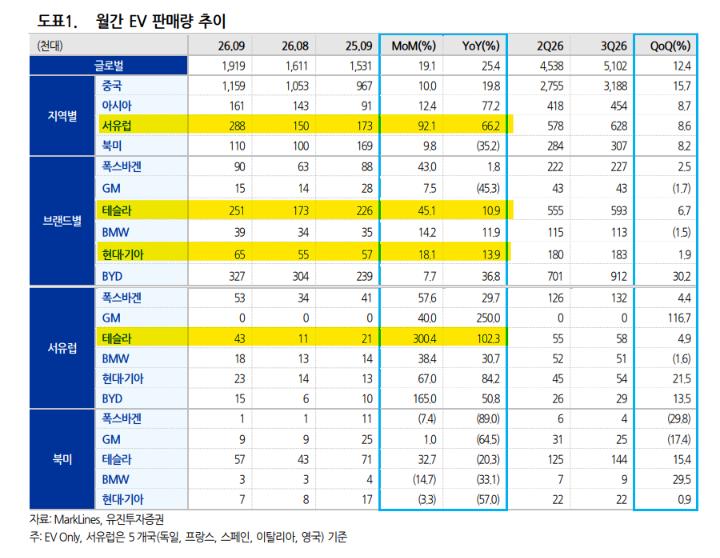 도표1. 월간 EV 판매량 추이
(천대) 26.09 26.08 25.09 MoM(%) YoY(%) 2Q26 3Q26 QoQ(%)
글로벌 1,919 1,611 1,531 19.1 25.4 4,538 5,102 12.4
지역별 중국 1,159 1,053 967 10.0 19.8 2,755 3,188 15.7
아시아 161 143 91 12.4 77.2 418 454 8.7
서유럽 288 150 173 92.1 66.2 578 628 8.6
북미 110 100 169 9.8 (35.2) 284 307 8.2
브랜드별 폭스바겐 90 63 88 43.0 1.8 222 227 2.5
GM 15 14 28 7.5 (45.3) 43 43 (1.7)
테슬라 251 173 226 45.1 10.9 555 593 6.7
BMW 39 34 35 14.2 11.9 115 113 (1.5)
현대·기아 65 55 57 18.1 13.9 180 183 1.9
BYD 327 304 239 7.7 36.8 701 912 30.2
서유럽 폭스바겐 53 34 41 57.6 29.7 126 132 4.4
GM 0 0 0 40.0 250.0 0 0 116.7
테슬라 43 11 21 300.4 102.3 55 58 4.9
BMW 18 13 14 38.4 30.7 52 51 (1.6)
현대·기아 23 14 13 67.0 84.2 45 54 21.5
BYD 15 6 10 165.0 50.8 26 29 13.5
북미 폭스바겐 1 1 11 (7.4) (89.0) 6 4 (29.8)
GM 9 9 25 1.0 (64.5) 31 25 (17.4)
테슬라 57 43 71 32.7 (20.3) 125 144 15.4
BMW 3 3 4 (14.7) (33.1) 7 9 29.5
현대·기아 7 8 17 (3.3) (57.0) 22 22 0.9
자료: MarkLines, 유진투자증권
주: EV Only, 서유럽은 5개국(독일, 프랑스, 스페인, 이탈리아, 영국) 기준